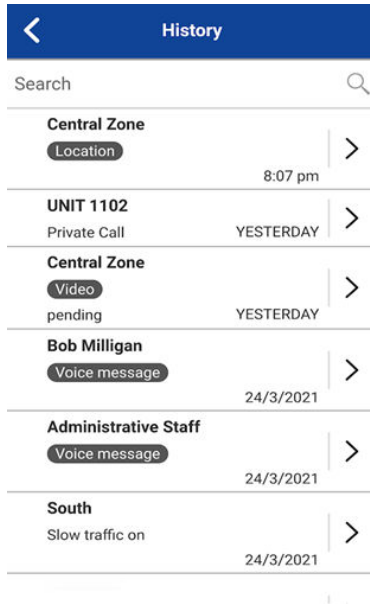 History
Search
Central Zone
Location
8:07 pm
UNIT 1102
Private Call YESTERDAY
Central Zone
Video
pending YESTERDAY
Bob Milligan
Voice message
24/3/2021
Administrative Staff
Voice message
24/3/2021
South
Slow traffic on
24/3/2021